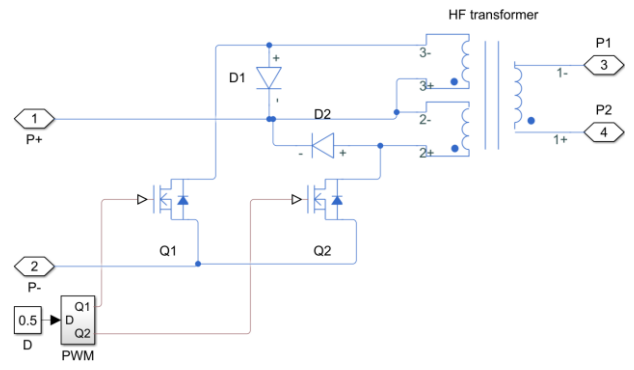 HF transformer
P1
3-
1-
3
+
D1
-
3+
P2
1
D2
2-
4
P+
-
+
2+
1+
Q1
Q2
2
P-
Q1
0.5
D
Q2
D
PWM